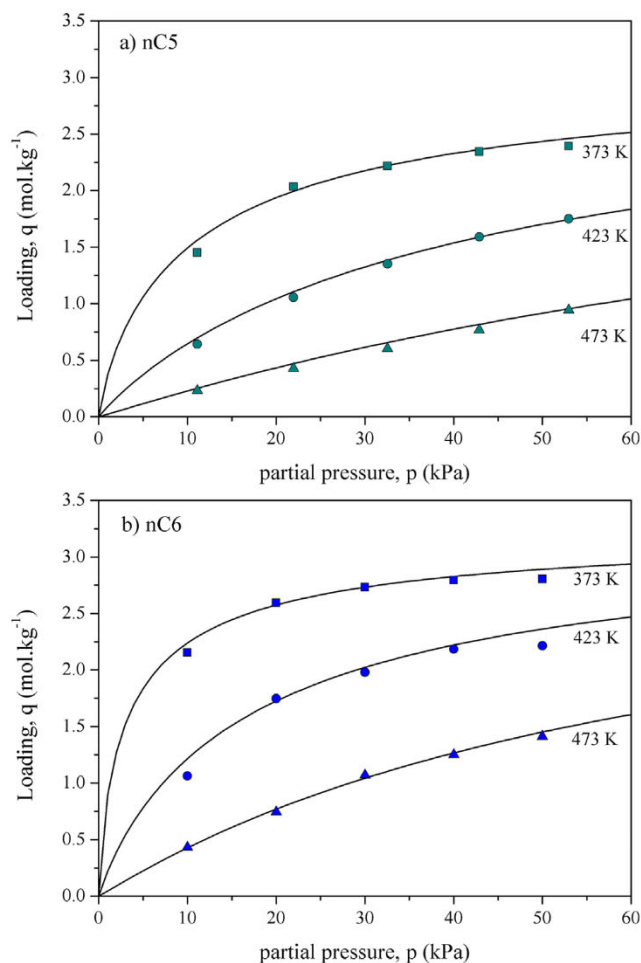 a) nC5
3.5
3.0
2.5
2.0
1.5
1.0
0.5
0.0
Loading, q (mol.kg⁻¹)
373 K
423 K
473 K
0 10 20 30 40 50 60
partial pressure, p (kPa)
b) nC6
3.5
3.0
2.5
2.0
1.5
1.0
0.5
0.0
Loading, q (mol.kg⁻¹)
373 K
423 K
473 K
0 10 20 30 40 50 60
partial pressure, p (kPa)